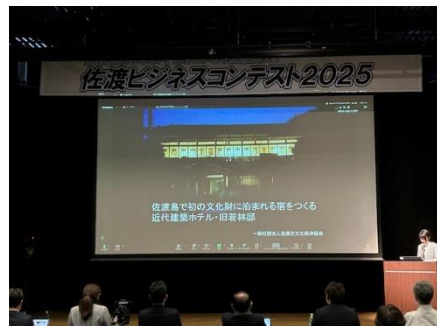 佐渡ビジネスコンテスト2025
佐渡島で初の文化財に泊まれる宿をつくる
近代建築ホテル・旧若林邸